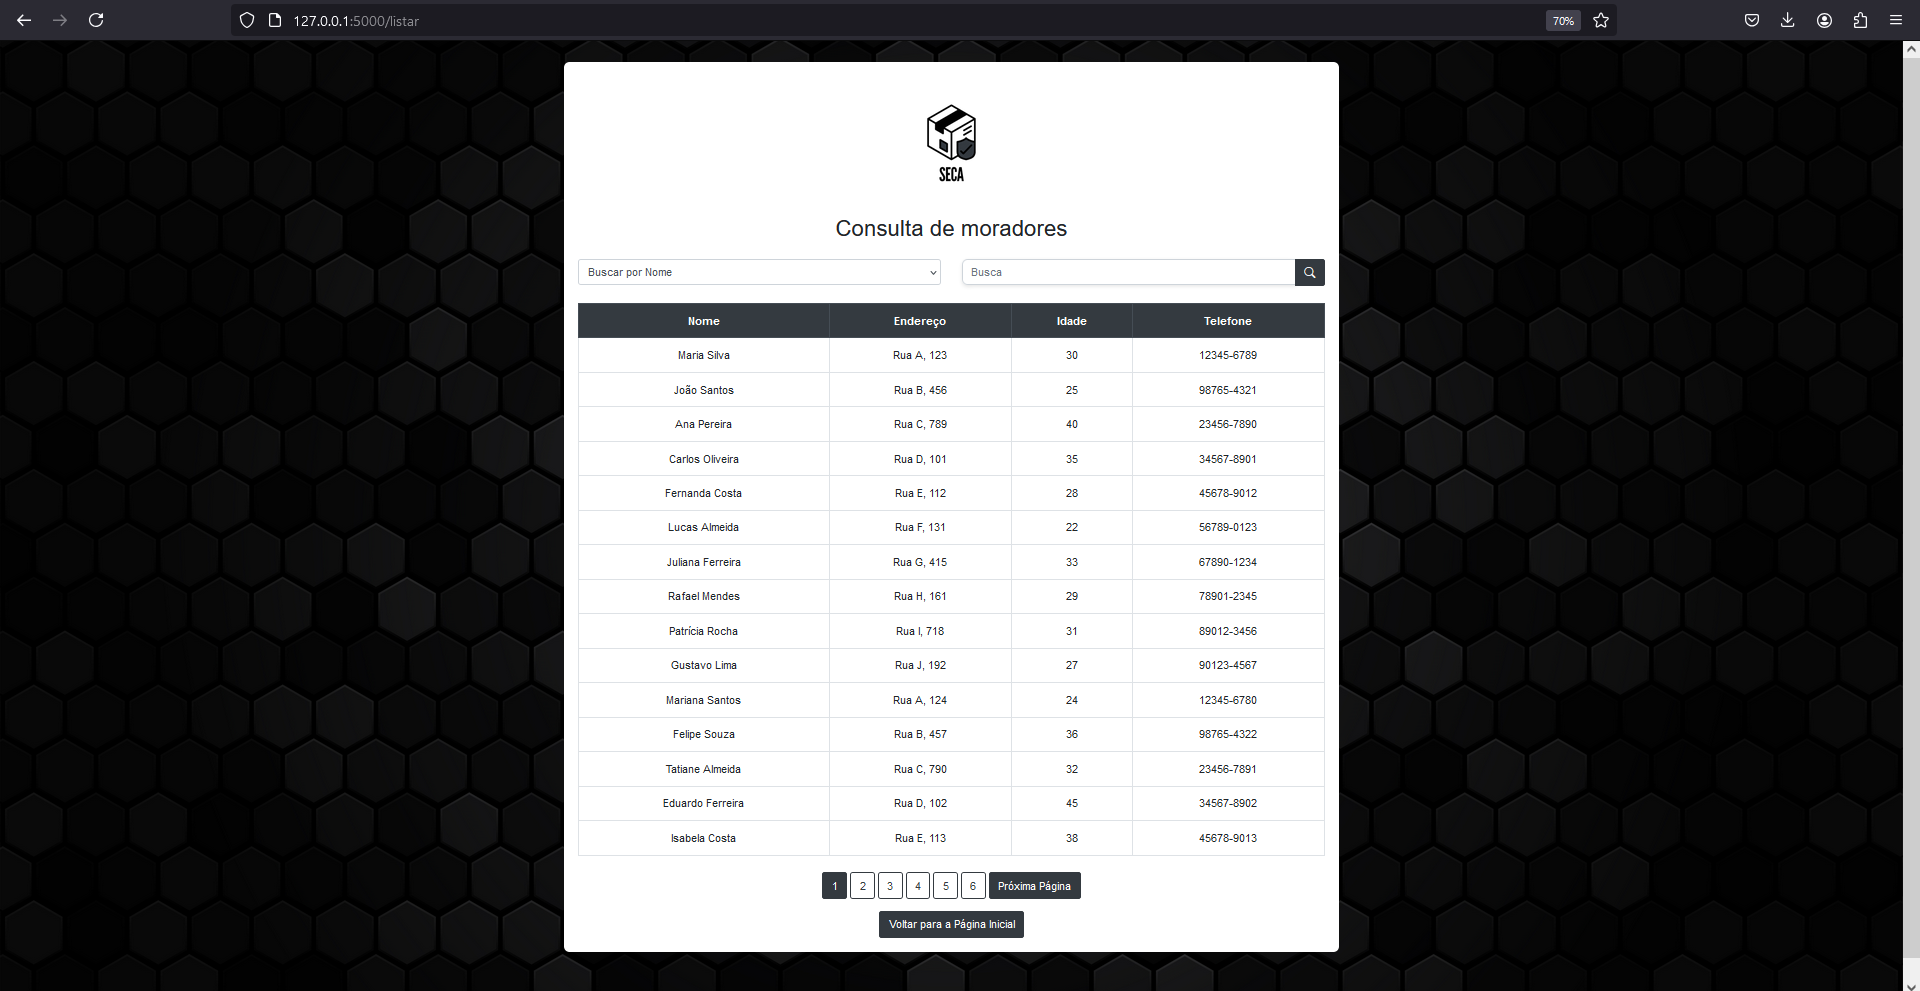 127.0.0.1:5000/listar 70%
SECA
Consulta de moradores
Buscar por Nome Busca
Nome Endereço Idade Telefone
Maria Silva Rua A, 123 30 12345-6789
João Santos Rua B, 456 25 98765-4321
Ana Pereira Rua C, 789 40 23456-7890
Carlos Oliveira Rua D, 101 35 34567-8901
Fernanda Costa Rua E, 112 28 45678-9012
Lucas Almeida Rua F, 131 22 56789-0123
Juliana Ferreira Rua G, 415 33 67890-1234
Rafael Mendes Rua H, 161 29 78901-2345
Patrícia Rocha Rua I, 718 31 89012-3456
Gustavo Lima Rua J, 192 27 90123-4567
Mariana Santos Rua A, 124 24 12345-6780
Felipe Souza Rua B, 457 36 98765-4322
Tatiane Almeida Rua C, 790 32 23456-7891
Eduardo Ferreira Rua D, 102 45 34567-8902
Isabela Costa Rua E, 113 38 45678-9013
1 2 3 4 5 6 Próxima Página
Voltar para a Página Inicial